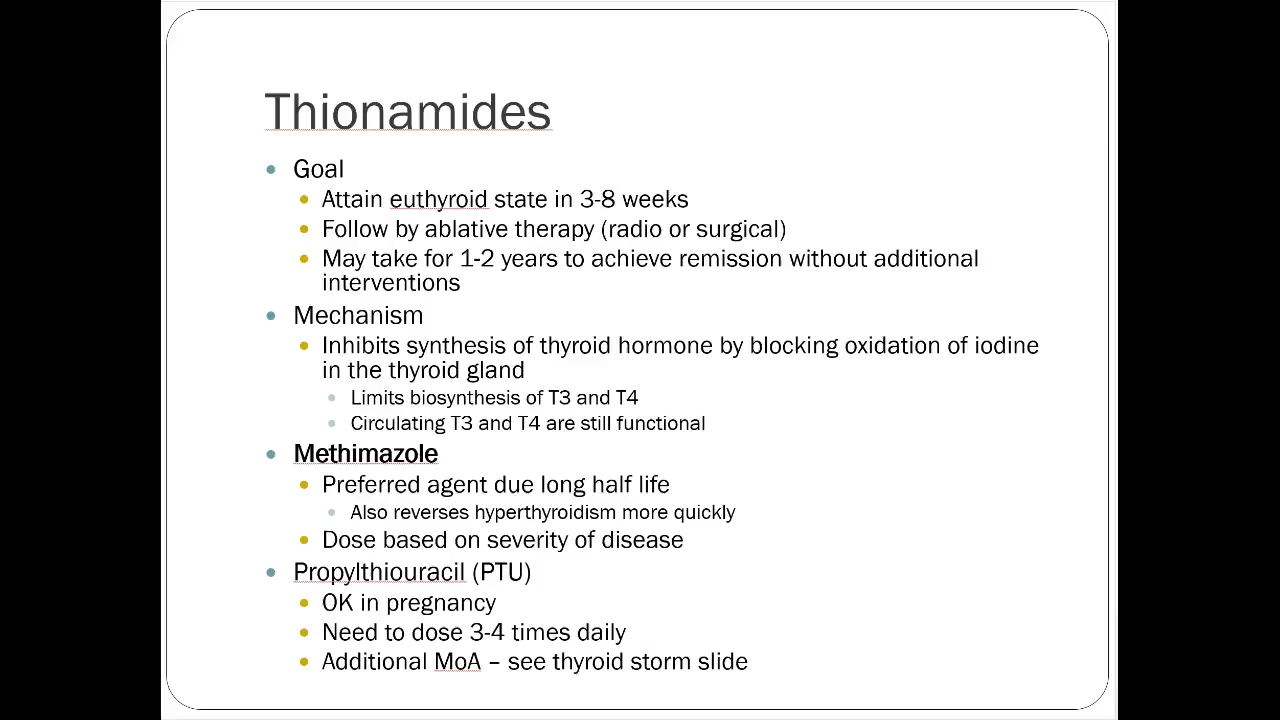 Thionamides
Goal
Attain euthyroid state in 3-8 weeks
Follow by ablative therapy (radio or surgical)
May take for 1-2 years to achieve remission without additional
interventions
Mechanism
Inhibits synthesis of thyroid hormone by blocking oxidation of iodine
in the thyroid gland
Limits biosynthesis of T3 and T4
Circulating T3 and T4 are still functional
Methimazole
Preferred agent due long half life
Also reverses hyperthyroidism more quickly
Dose based on severity of disease
Propylthiouracil (PTU)
OK in pregnancy
Need to dose 3-4 times daily
Additional MoA – see thyroid storm slide